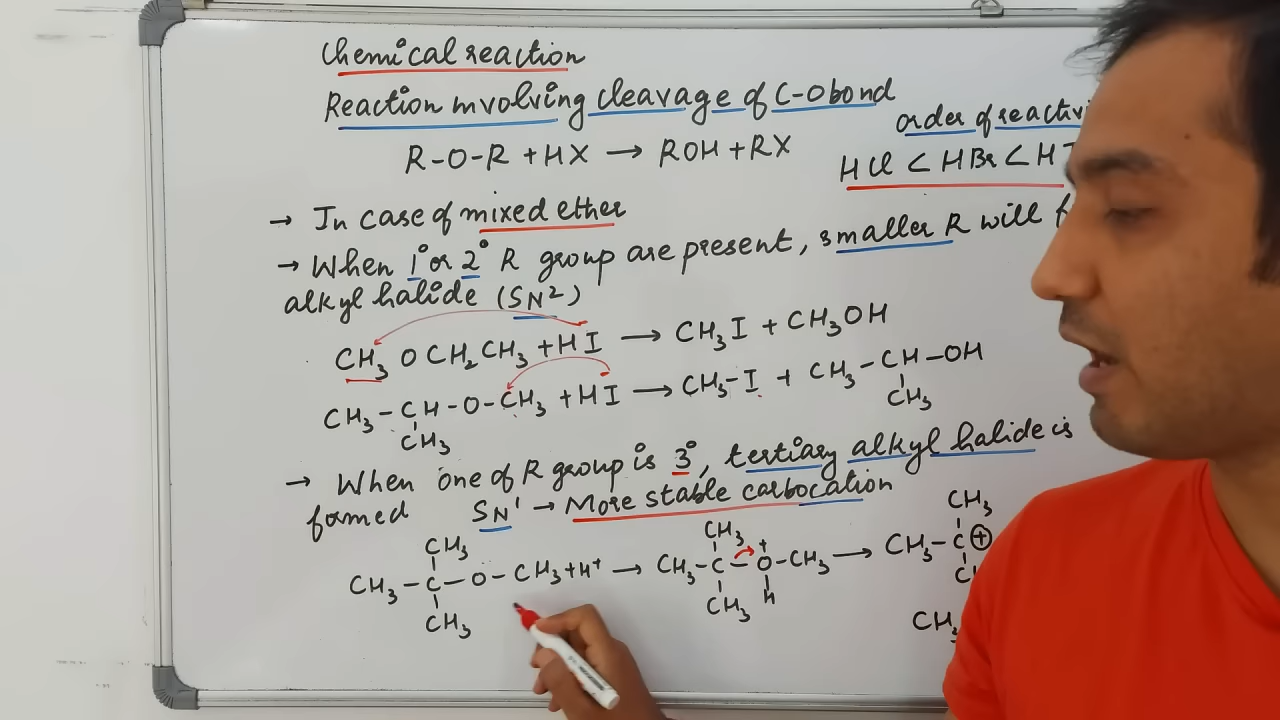 Chemical reaction
Reaction involving cleavage of C-O bond
order of reactivi
R-O-R + HX → ROH + RX
HCl < HBr < HI
→ In case of mixed ether
→ When 1° or 2° R group are present, smaller R will f
alkyl halide (SN²)
CH₃ O CH₂ CH₃ + HI → CH₃I + CH₃OH
CH₃ - CH - O - CH₃ + HI → CH₃-I + CH₃ - CH - OH
CH₃ CH₃
→ When one of R group is 3°, tertiary alkyl halide is
formed SN¹ → More stable carbocation
CH₃ CH₃ CH₃
CH₃ - C - O - CH₃ + H⁺ → CH₃ - C - O⁺ - CH₃ → CH₃ - C⊕
CH₃ CH₃ H C
CH₃